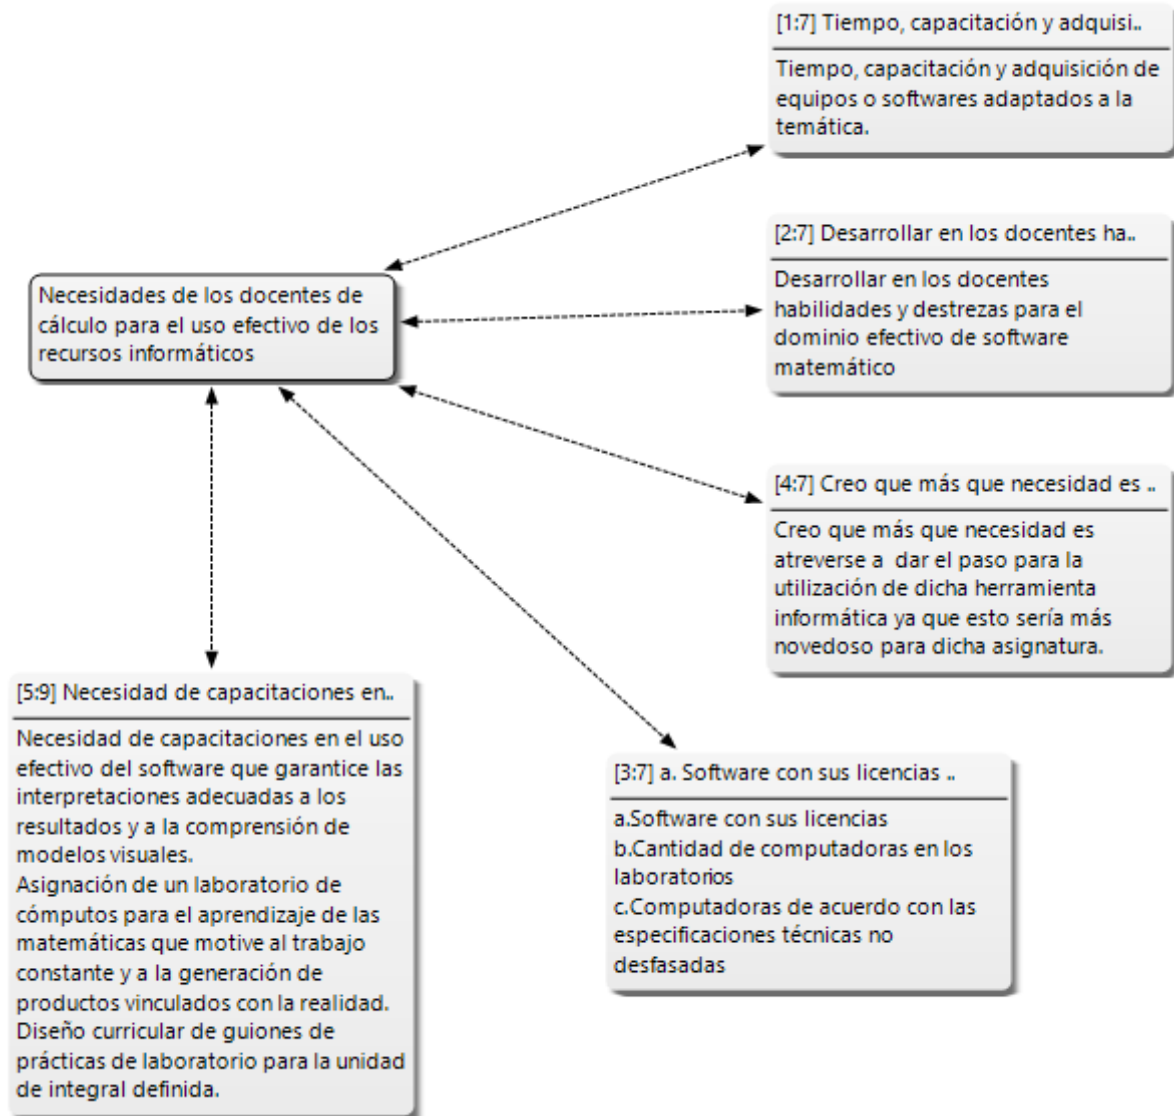 [1:7] Tiempo, capacitación y adquisi..
Tiempo, capacitación y adquisición de
equipos o softwares adaptados a la
temática.
[2:7] Desarrollar en los docentes ha..
Desarrollar en los docentes
habilidades y destrezas para el
dominio efectivo de software
matemático
Necesidades de los docentes de
cálculo para el uso efectivo de los
recursos informáticos
[4:7] Creo que más que necesidad es ..
Creo que más que necesidad es
atreverse a  dar el paso para la
utilización de dicha herramienta
informática ya que esto sería más
novedoso para dicha asignatura.
[5:9] Necesidad de capacitaciones en..
Necesidad de capacitaciones en el uso
efectivo del software que garantice las
interpretaciones adecuadas a los
resultados y a la comprensión de
modelos visuales.
Asignación de un laboratorio de
cómputos para el aprendizaje de las
matemáticas que motive al trabajo
constante y a la generación de
productos vinculados con la realidad.
Diseño curricular de guiones de
prácticas de laboratorio para la unidad
de integral definida.
[3:7] a. Software con sus licencias ..
a.Software con sus licencias
b.Cantidad de computadoras en los
laboratorios
c.Computadoras de acuerdo con las
especificaciones técnicas no
desfasadas